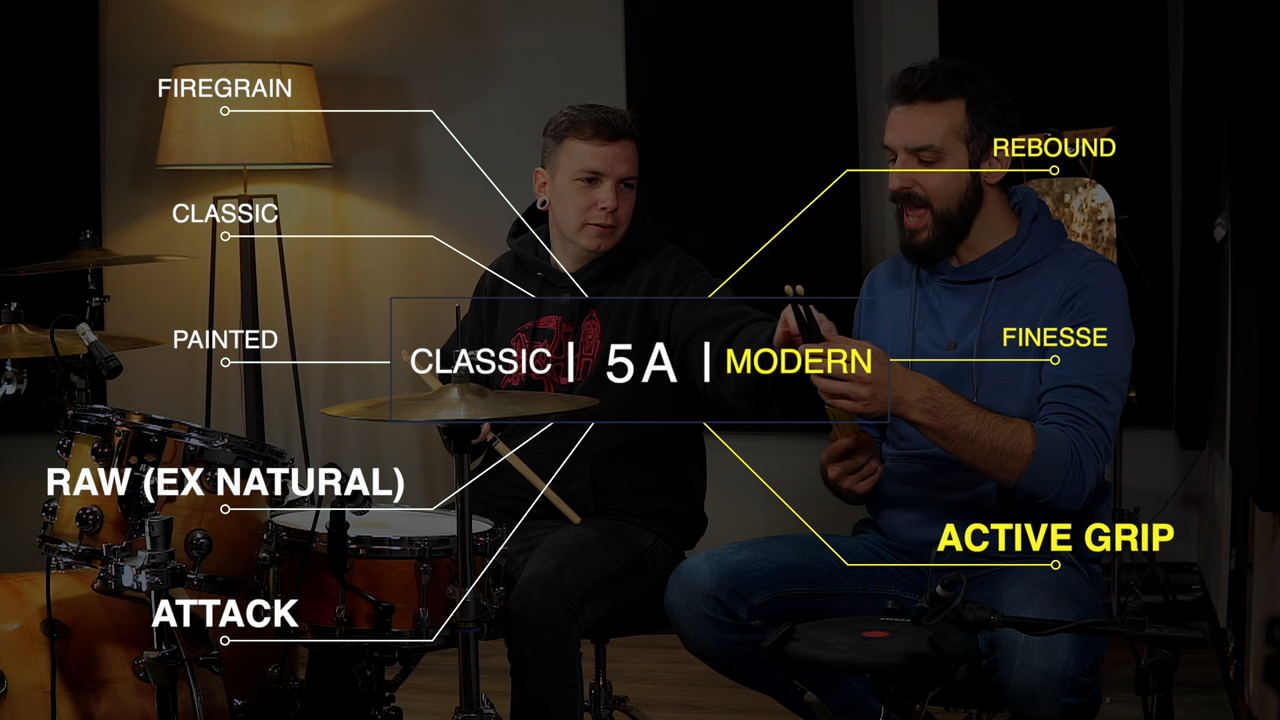 FIREGRAIN
CLASSIC
PAINTED
RAW (EX NATURAL)
ATTACK
CLASSIC | 5A | MODERN
REBOUND
FINESSE
ACTIVE GRIP